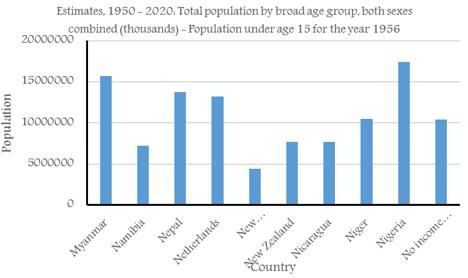 Estimates, 1950 - 2020: Total population by broad age group, both sexes
combined (thousands) - Population under age 15 for the year 1956
20000000
15000000
10000000
5000000
0
Population
Myanmar
Namibia
Nepal
Netherlands
New...
New Zealand
Nicaragua
Niger
Nigeria
No income...
Country